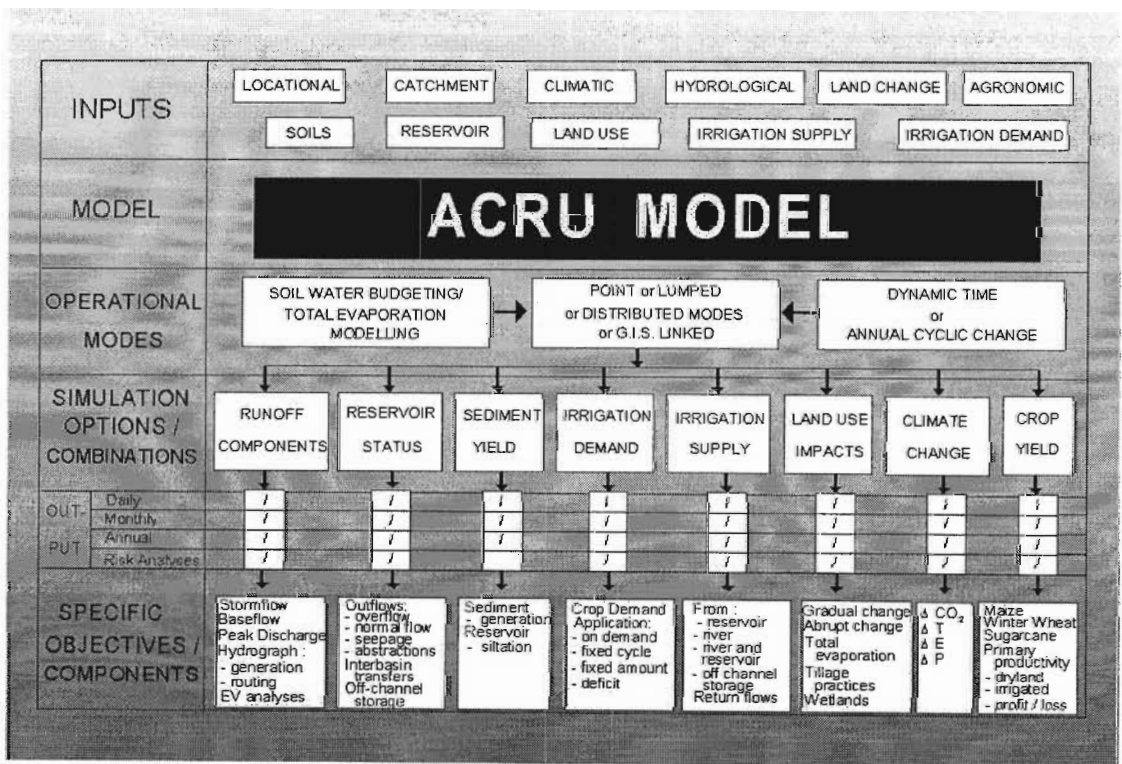 INPUTS
LOCATIONAL
CATCHMENT
CLIMATIC
HYDROLOGICAL
LAND CHANGE
AGRONOMIC
SOILS
RESERVOIR
LAND USE
IRRIGATION SUPPLY
IRRIGATION DEMAND
MODEL
ACRU MODEL
OPERATIONAL
MODES
SOIL WATER BUDGETING/
TOTAL EVAPORATION
MODELLING
POINT or LUMPED
or DISTRIBUTED MODES
or G.I.S. LINKED
DYNAMIC TIME
or
ANNUAL CYCLIC CHANGE
SIMULATION
OPTIONS /
COMBINATIONS
RUNOFF
COMPONENTS
RESERVOIR
STATUS
SEDIMENT
YIELD
IRRIGATION
DEMAND
IRRIGATION
SUPPLY
LAND USE
IMPACTS
CLIMATE
CHANGE
CROP
YIELD
OUT-
PUT
Daily
/ / / / / / / /
Monthly
/ / / / / / / /
Annual
/ / / / / / / /
Risk Analyses
/ / / / / / / /
SPECIFIC
OBJECTIVES /
COMPONENTS
Stormflow
Baseflow
Peak Discharge
Hydrograph :
- generation
- routing
EV analyses
Outflows:
- overflow
- normal flow
- seepage
- abstractions
Interbasin
transfers
Off-channel
storage
Sediment
- generation
Reservoir
- siltation
Crop Demand
Application:
- on demand
- fixed cycle
- fixed amount
- deficit
From :
- reservoir
- river
- river and
reservoir
- off channel
storage
Return flows
Gradual change
Abrupt change
Total
evaporation
Tillage
practices
Wetlands
Δ CO₂
Δ T
Δ E
Δ P
Maize
Winter Wheat
Sugarcane
Primary
productivity
- dryland
- irrigated
- profit / loss